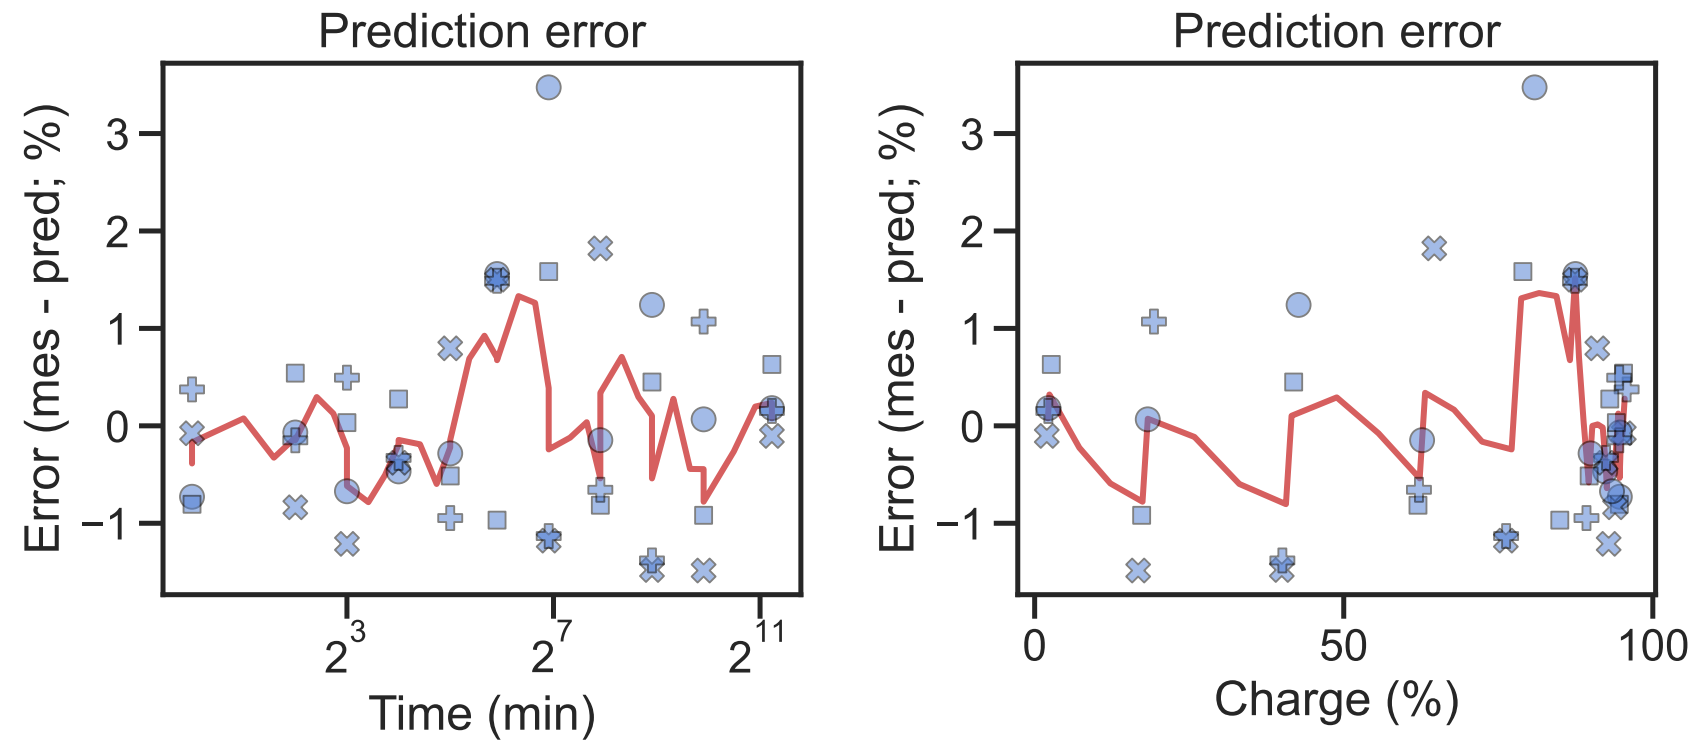 Prediction error
Error (mes - pred; %)
3
2
1
0
−1
2^3
2^7
2^11
Time (min)
Prediction error
Error (mes - pred; %)
3
2
1
0
−1
0
50
100
Charge (%)